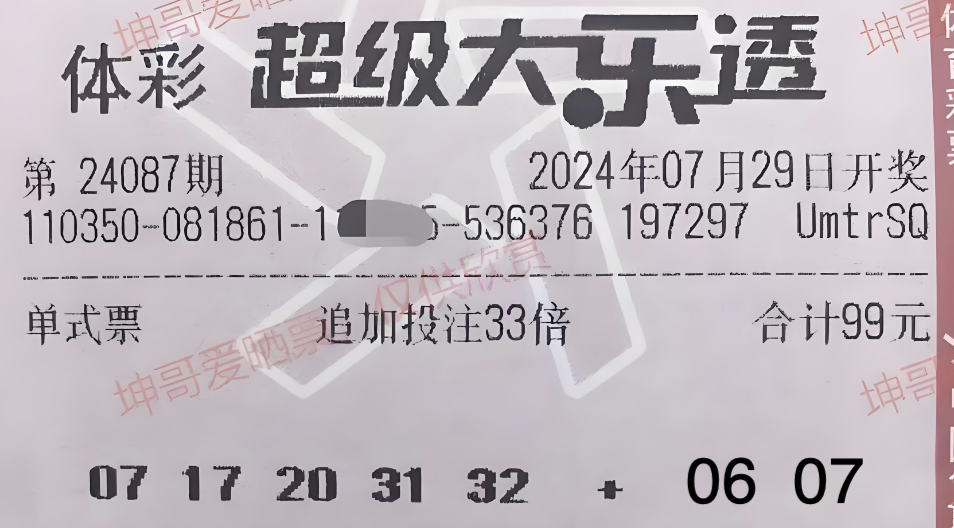 体彩 超级大乐透
第 24087期 2024年07月29日开奖
110350-081861-1 5-536376 197297 UmtrSQ
单式票 追加投注33倍 合计99元
07 17 20 31 32 + 06 07
坤哥爱晒票 仅供欣赏
坤哥
坤哥爱
坤哥